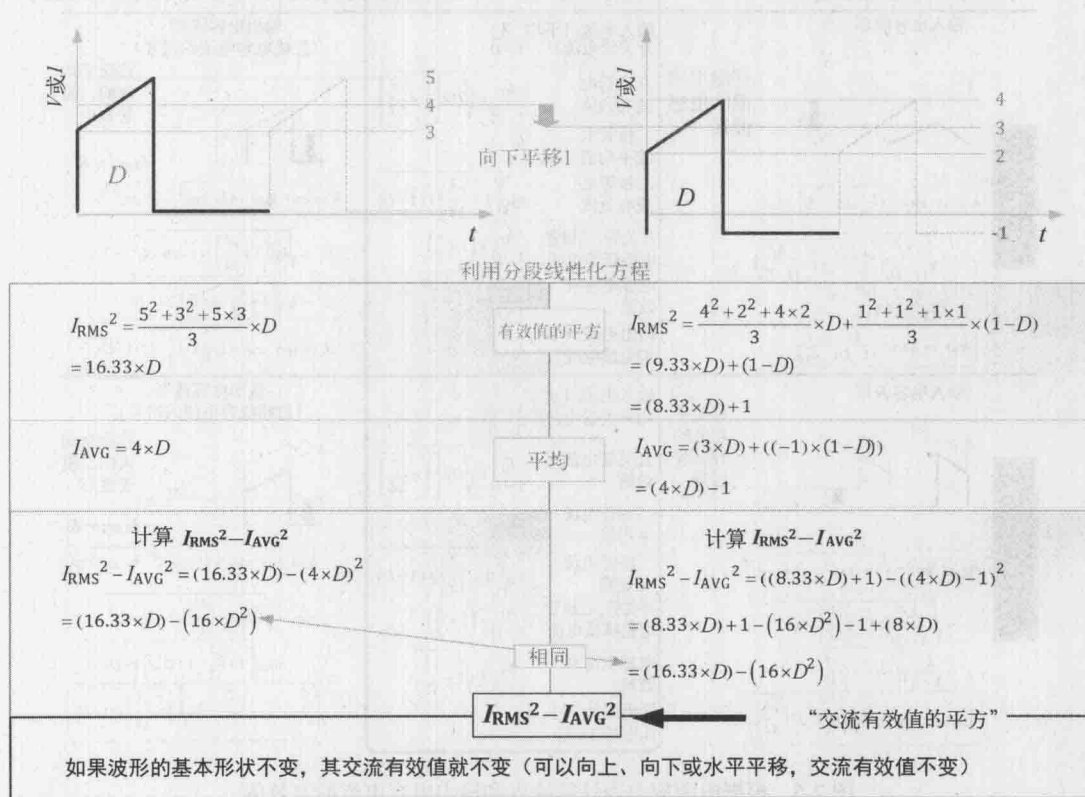 V或I
5
4
3
D
t
向下平移1
V或I
4
3
2
-1
D
t
利用分段线性化方程
I_RMS² = (5²+3²+5×3)/3 ×D
=16.33×D
有效值的平方
I_RMS² = (4²+2²+4×2)/3 ×D+ (1²+1²+1×1)/3 ×(1−D)
=(9.33×D)+(1−D)
=(8.33×D)+1
I_AVG=4×D
平均
I_AVG=(3×D)+((−1)×(1−D))
=(4×D)−1
计算 I_RMS²−I_AVG²
I_RMS²−I_AVG²=(16.33×D)−(4×D)²
=(16.33×D)−(16×D²)
计算 I_RMS²−I_AVG²
I_RMS²−I_AVG²=((8.33×D)+1)−((4×D)−1)²
=(8.33×D)+1−(16×D²)−1+(8×D)
=(16.33×D)−(16×D²)
相同
I_RMS²−I_AVG²
“交流有效值的平方”
如果波形的基本形状不变，其交流有效值就不变（可以向上、向下或水平平移，交流有效值不变）